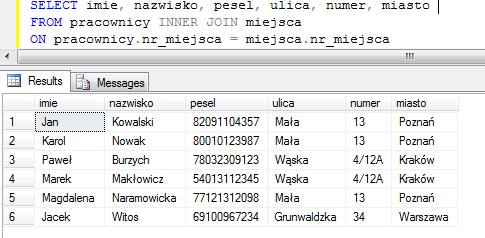 SELECT imie, nazwisko, pesel, ulica, numer, miasto
FROM pracownicy INNER JOIN miejsca
ON pracownicy.nr_miejsca = miejsca.nr_miejsca
Results Messages
imie nazwisko pesel ulica numer miasto
1 Jan Kowalski 82091104357 Mała 13 Poznań
2 Karol Nowak 80010123987 Mała 13 Poznań
3 Paweł Burzych 78032309123 Wąska 4/12A Kraków
4 Marek Makłowicz 54013112345 Wąska 4/12A Kraków
5 Magdalena Naramowicka 77121312098 Mała 13 Poznań
6 Jacek Witos 69100967234 Grunwaldzka 34 Warszawa